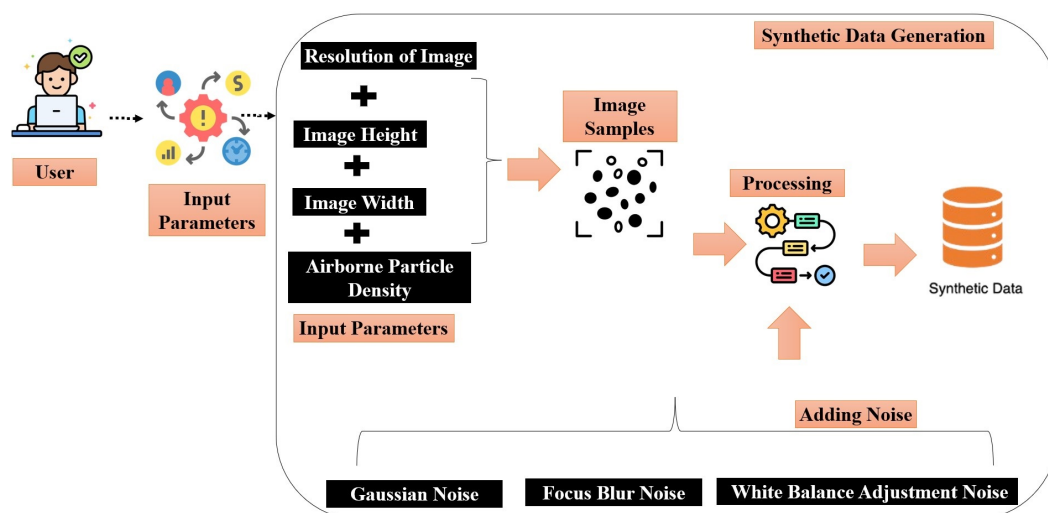 Synthetic Data Generation
Resolution of Image
Image Height
Image Width
Airborne Particle
Density
Input Parameters
User
Input
Parameters
Image
Samples
Processing
Synthetic Data
Adding Noise
Gaussian Noise
Focus Blur Noise
White Balance Adjustment Noise